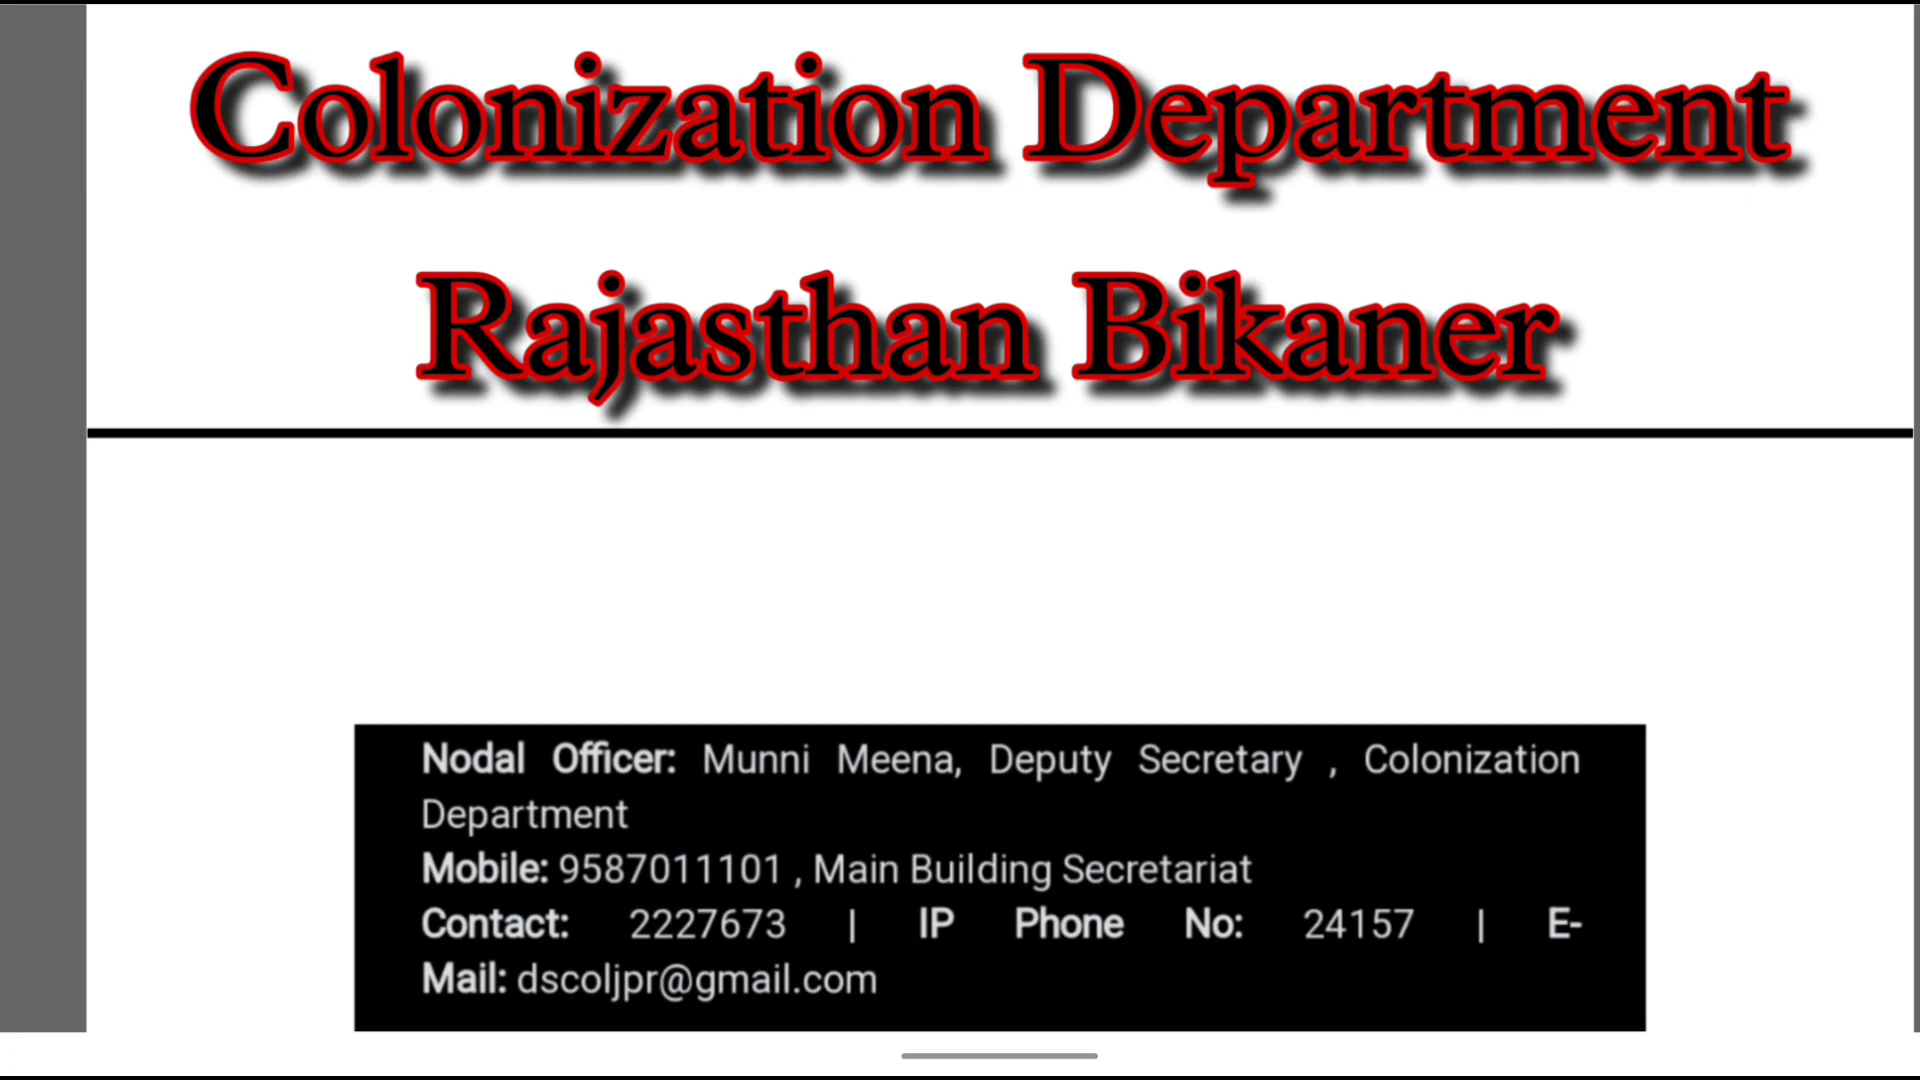 Colonization Department
Rajasthan Bikaner
Nodal Officer: Munni Meena, Deputy Secretary , Colonization
Department
Mobile: 9587011101 , Main Building Secretariat
Contact: 2227673 | IP Phone No: 24157 | E-
Mail: dscoljpr@gmail.com